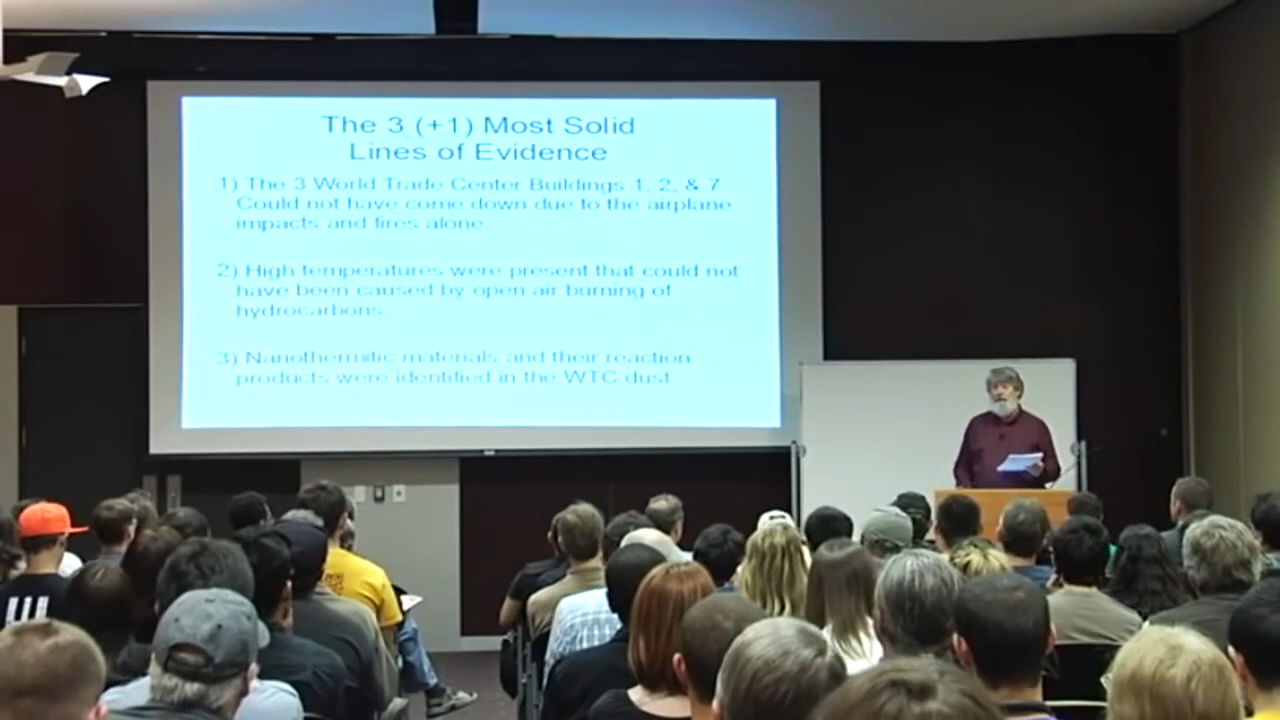 The 3 (+1) Most Solid
Lines of Evidence
1) The 3 World Trade Center Buildings 1, 2, & 7
Could not have come down due to the airplane
impacts and fires alone.
2) High temperatures were present that could not
have been caused by open air burning of
hydrocarbons.
3) Nanothermitic materials and their reaction
products were identified in the WTC dust.